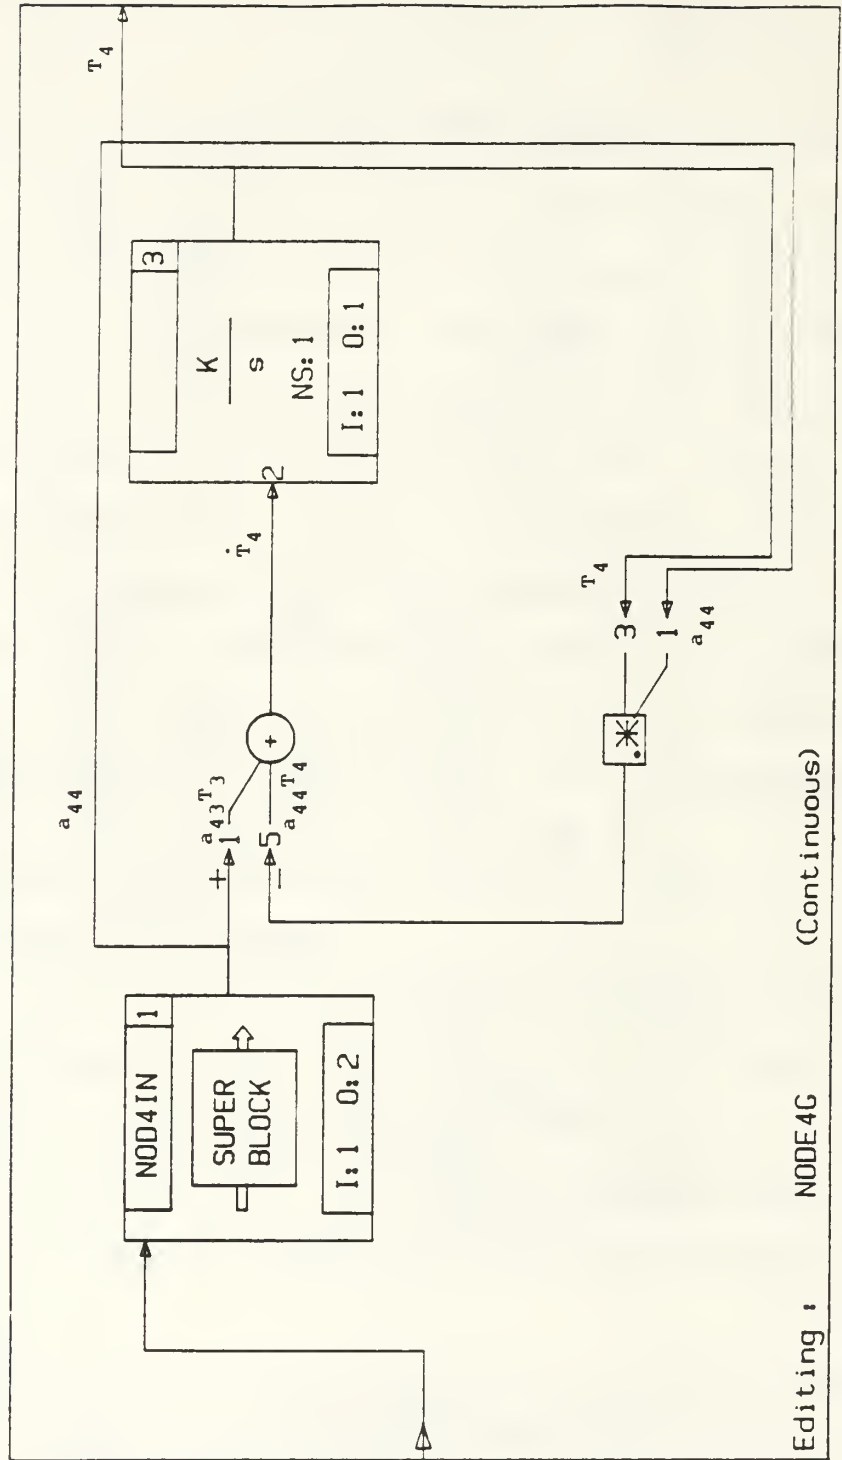 a44
T4
NOD4IN 1
SUPER
BLOCK
I:1 O:2
+
1
a43T3
5
a44T4
−
+
Ṫ4
2
3
K
s
NS:1
I:1 O:1
*
.
3
T4
1
a44
Editing : NODE4G (Continuous)